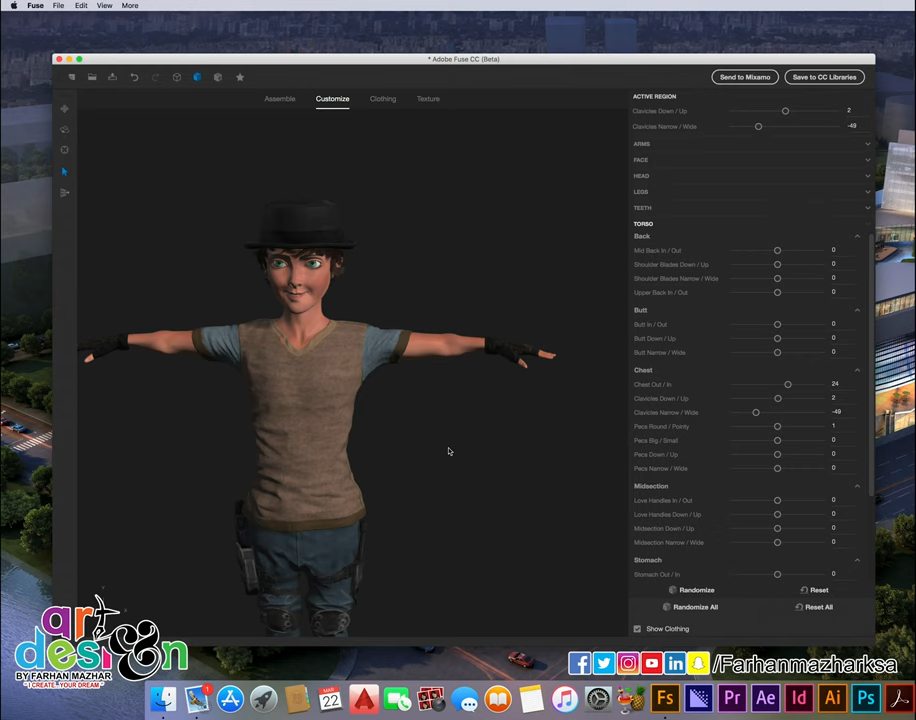 Fuse File Edit View More
* Adobe Fuse CC (Beta)
Send to Mixamo Save to CC Libraries
Assemble Customize Clothing Texture
ACTIVE REGION
Clavicles Down / Up 2
Clavicles Narrow / Wide -49
ARMS
FACE
HEAD
LEGS
TEETH
TORSO
Back
Mid Back In / Out 0
Shoulder Blades Down / Up 0
Shoulder Blades Narrow / Wide 0
Upper Back In / Out 0
Butt
Butt In / Out 0
Butt Down / Up 0
Butt Narrow / Wide 0
Chest
Chest Out / In 24
Clavicles Down / Up 2
Clavicles Narrow / Wide -49
Pecs Round / Pointy 1
Pecs Big / Small 0
Pecs Down / Up 0
Pecs Narrow / Wide 0
Midsection
Love Handles In / Out 0
Love Handles Down / Up 0
Midsection Down / Up 0
Midsection Narrow / Wide 0
Stomach
Stomach Out / In 0
Randomize Reset
Randomize All Reset All
Show Clothing
art & design
BY FARHAN MAZHAR
"I CREATE, YOUR DREAM"
/Farhanmazharksa
1
MAR
22
Fs Pr Ae Id Ai Ps